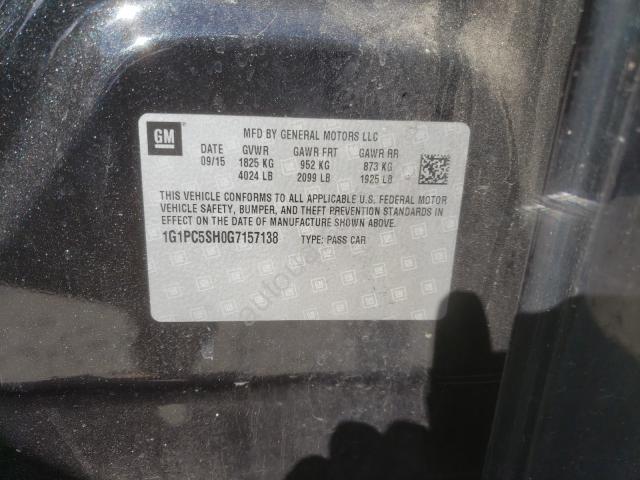 GM
MFD BY GENERAL MOTORS LLC
DATE GVWR GAWR FRT GAWR RR
09/15 1825 KG 952 KG 873 KG
4024 LB 2099 LB 1925 LB
THIS VEHICLE CONFORMS TO ALL APPLICABLE U.S. FEDERAL MOTOR
VEHICLE SAFETY, BUMPER, AND THEFT PREVENTION STANDARDS IN
EFFECT ON THE DATE OF MANUFACTURE SHOWN ABOVE.
1G1PC5SH0G7157138 TYPE: PASS CAR